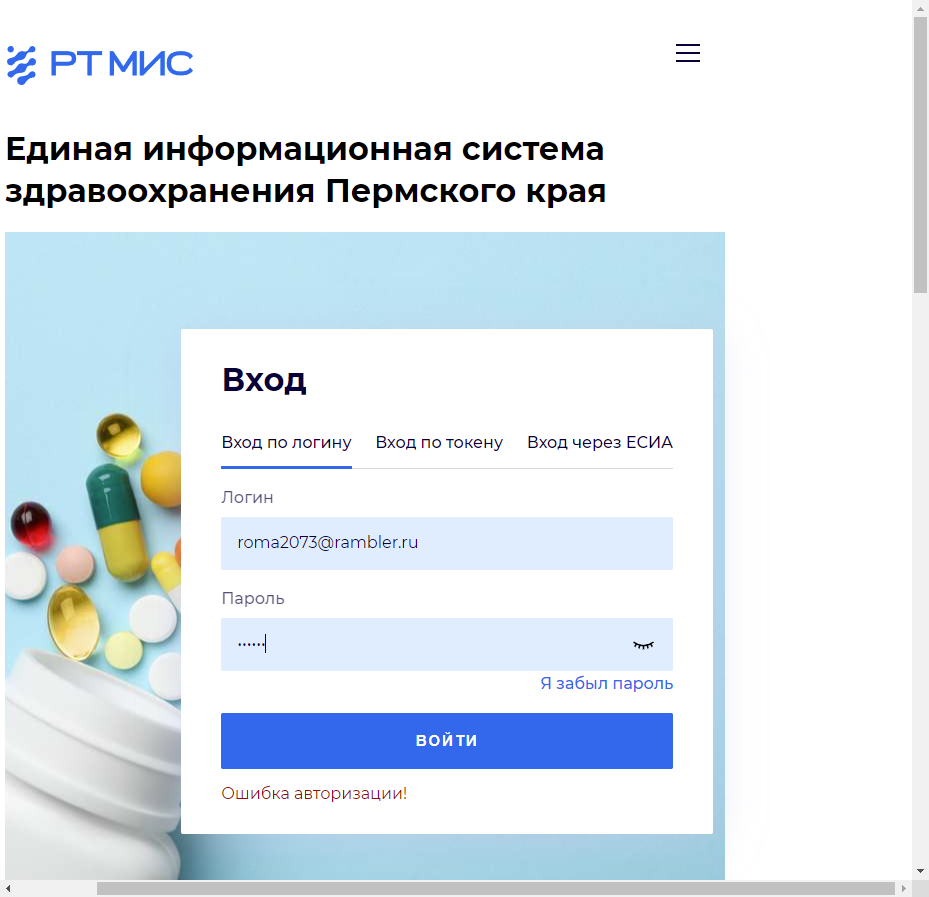 РТ МИС
Единая информационная система
здравоохранения Пермского края
Вход
Вход по логину Вход по токену Вход через ЕСИА
Логин
roma2073@rambler.ru
Пароль
••••••
Я забыл пароль
ВОЙТИ
Ошибка авторизации!